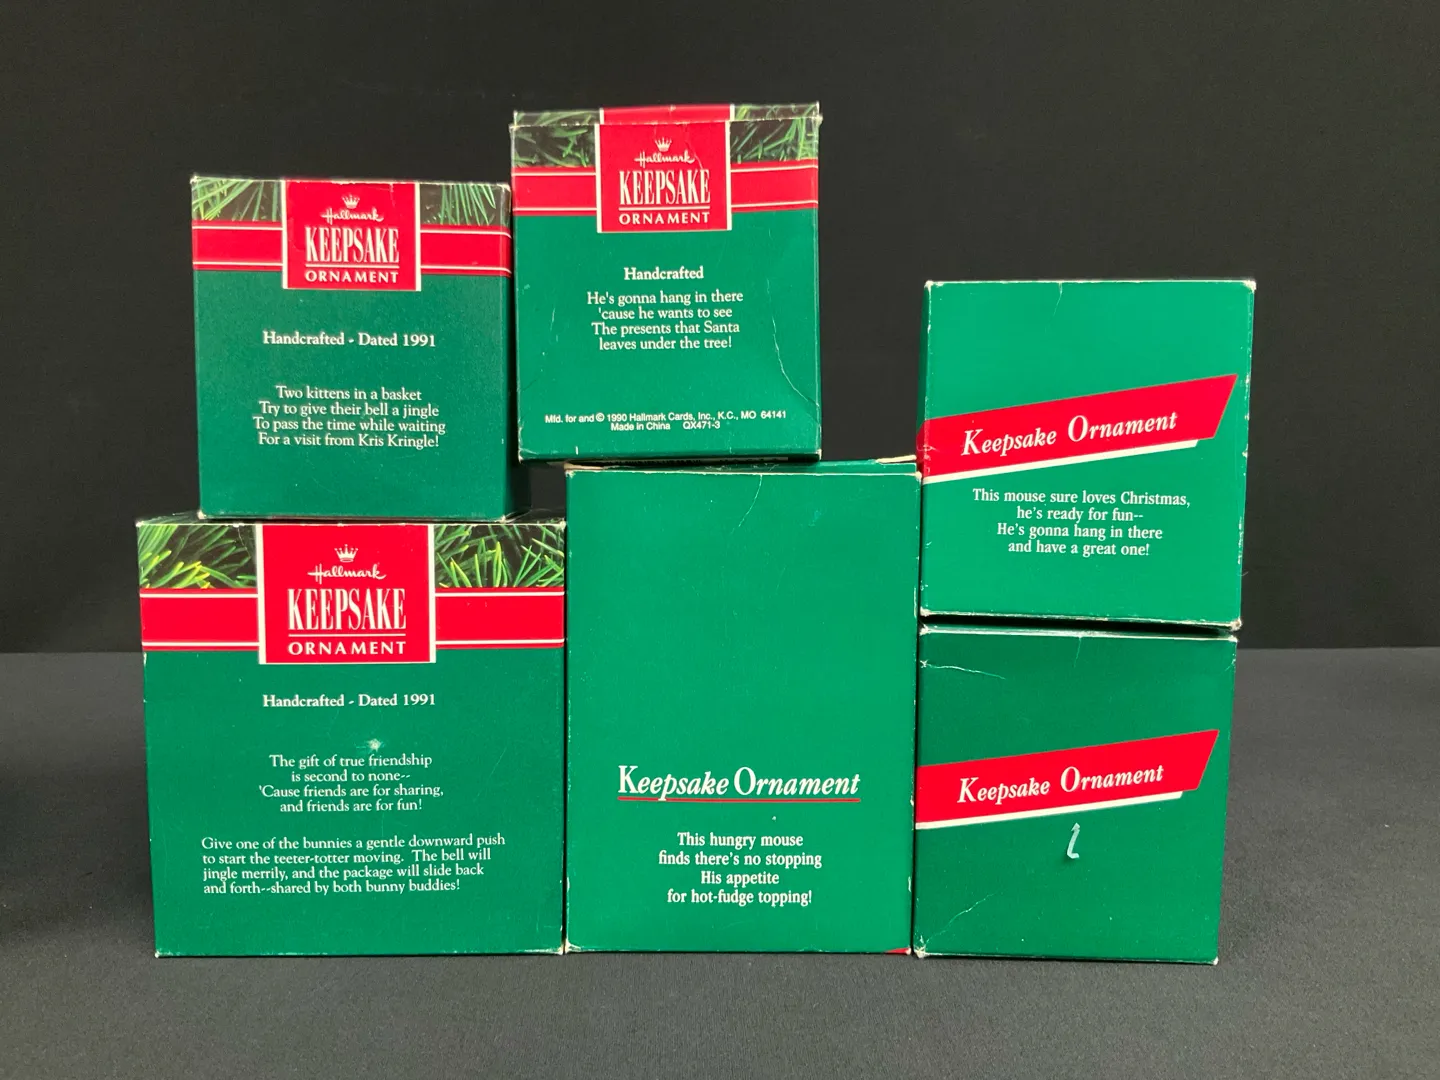 Hallmark
KEEPSAKE
ORNAMENT
Handcrafted - Dated 1991
Two kittens in a basket
Try to give their bell a jingle
To pass the time while waiting
For a visit from Kris Kringle!
Hallmark
KEEPSAKE
ORNAMENT
Handcrafted
He's gonna hang in there
'cause he wants to see
The presents that Santa
leaves under the tree!
Mfd. for and © 1990 Hallmark Cards, Inc., K.C., MO 64141
Made in China QX471-3
Keepsake Ornament
This mouse sure loves Christmas,
he's ready for fun--
He's gonna hang in there
and have a great one!
Hallmark
KEEPSAKE
ORNAMENT
Handcrafted - Dated 1991
The gift of true friendship
is second to none--
'Cause friends are for sharing,
and friends are for fun!
Give one of the bunnies a gentle downward push
to start the teeter-totter moving. The bell will
jingle merrily, and the package will slide back
and forth--shared by both bunny buddies!
Keepsake Ornament
This hungry mouse
finds there's no stopping
His appetite
for hot-fudge topping!
Keepsake Ornament